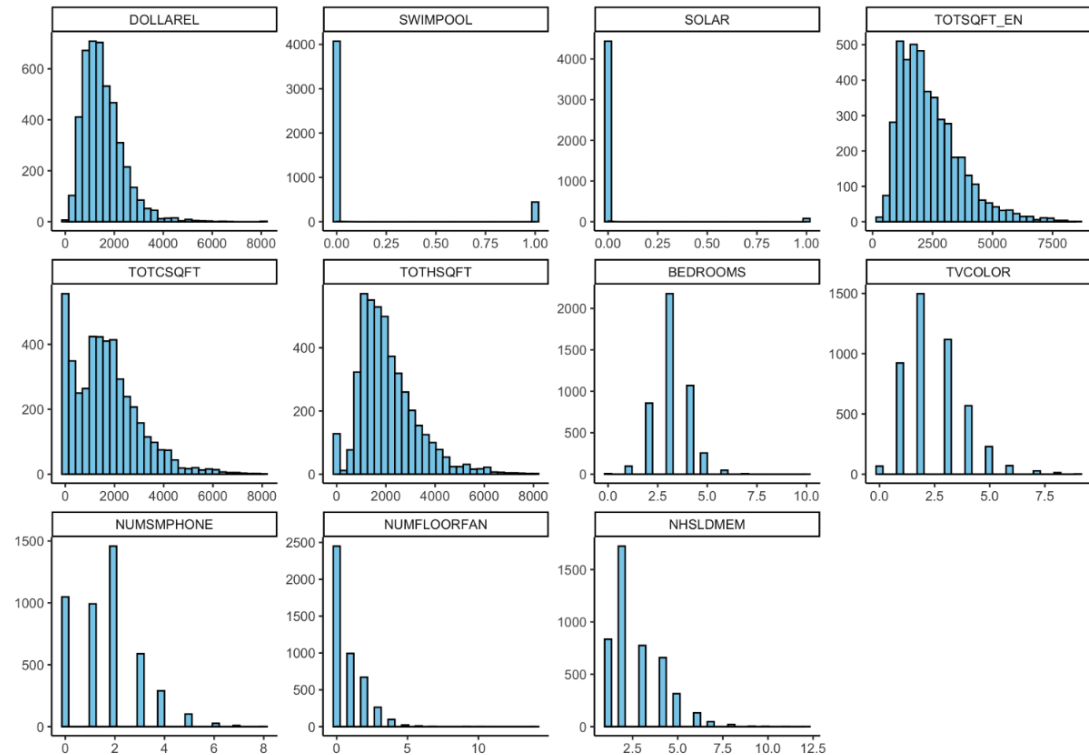 DOLLAREL SWIMPOOL SOLAR TOTSQFT_EN
600 4000 4000 500
400 3000 3000 400
200 2000 2000 300
0 1000 1000 200
0 0 100
0
0 2000 4000 6000 8000 0.00 0.25 0.50 0.75 1.00 0.00 0.25 0.50 0.75 1.00 2500 5000 7500
TOTCSQFT TOTHSQFT BEDROOMS TVCOLOR
400 400 2000 1500
200 200 1500 1000
0 0 1000 500
500 0
0
0 2000 4000 6000 8000 0 2000 4000 6000 8000 0.0 2.5 5.0 7.5 10.0 0.0 2.5 5.0 7.5
NUMSMPHONE NUMFLOORFAN NHSLDMEM
1500 2500 1500
1000 2000 1000
500 1500 500
0 1000 0
500
0
0 2 4 6 8 0 5 10 2.5 5.0 7.5 10.0 12.5